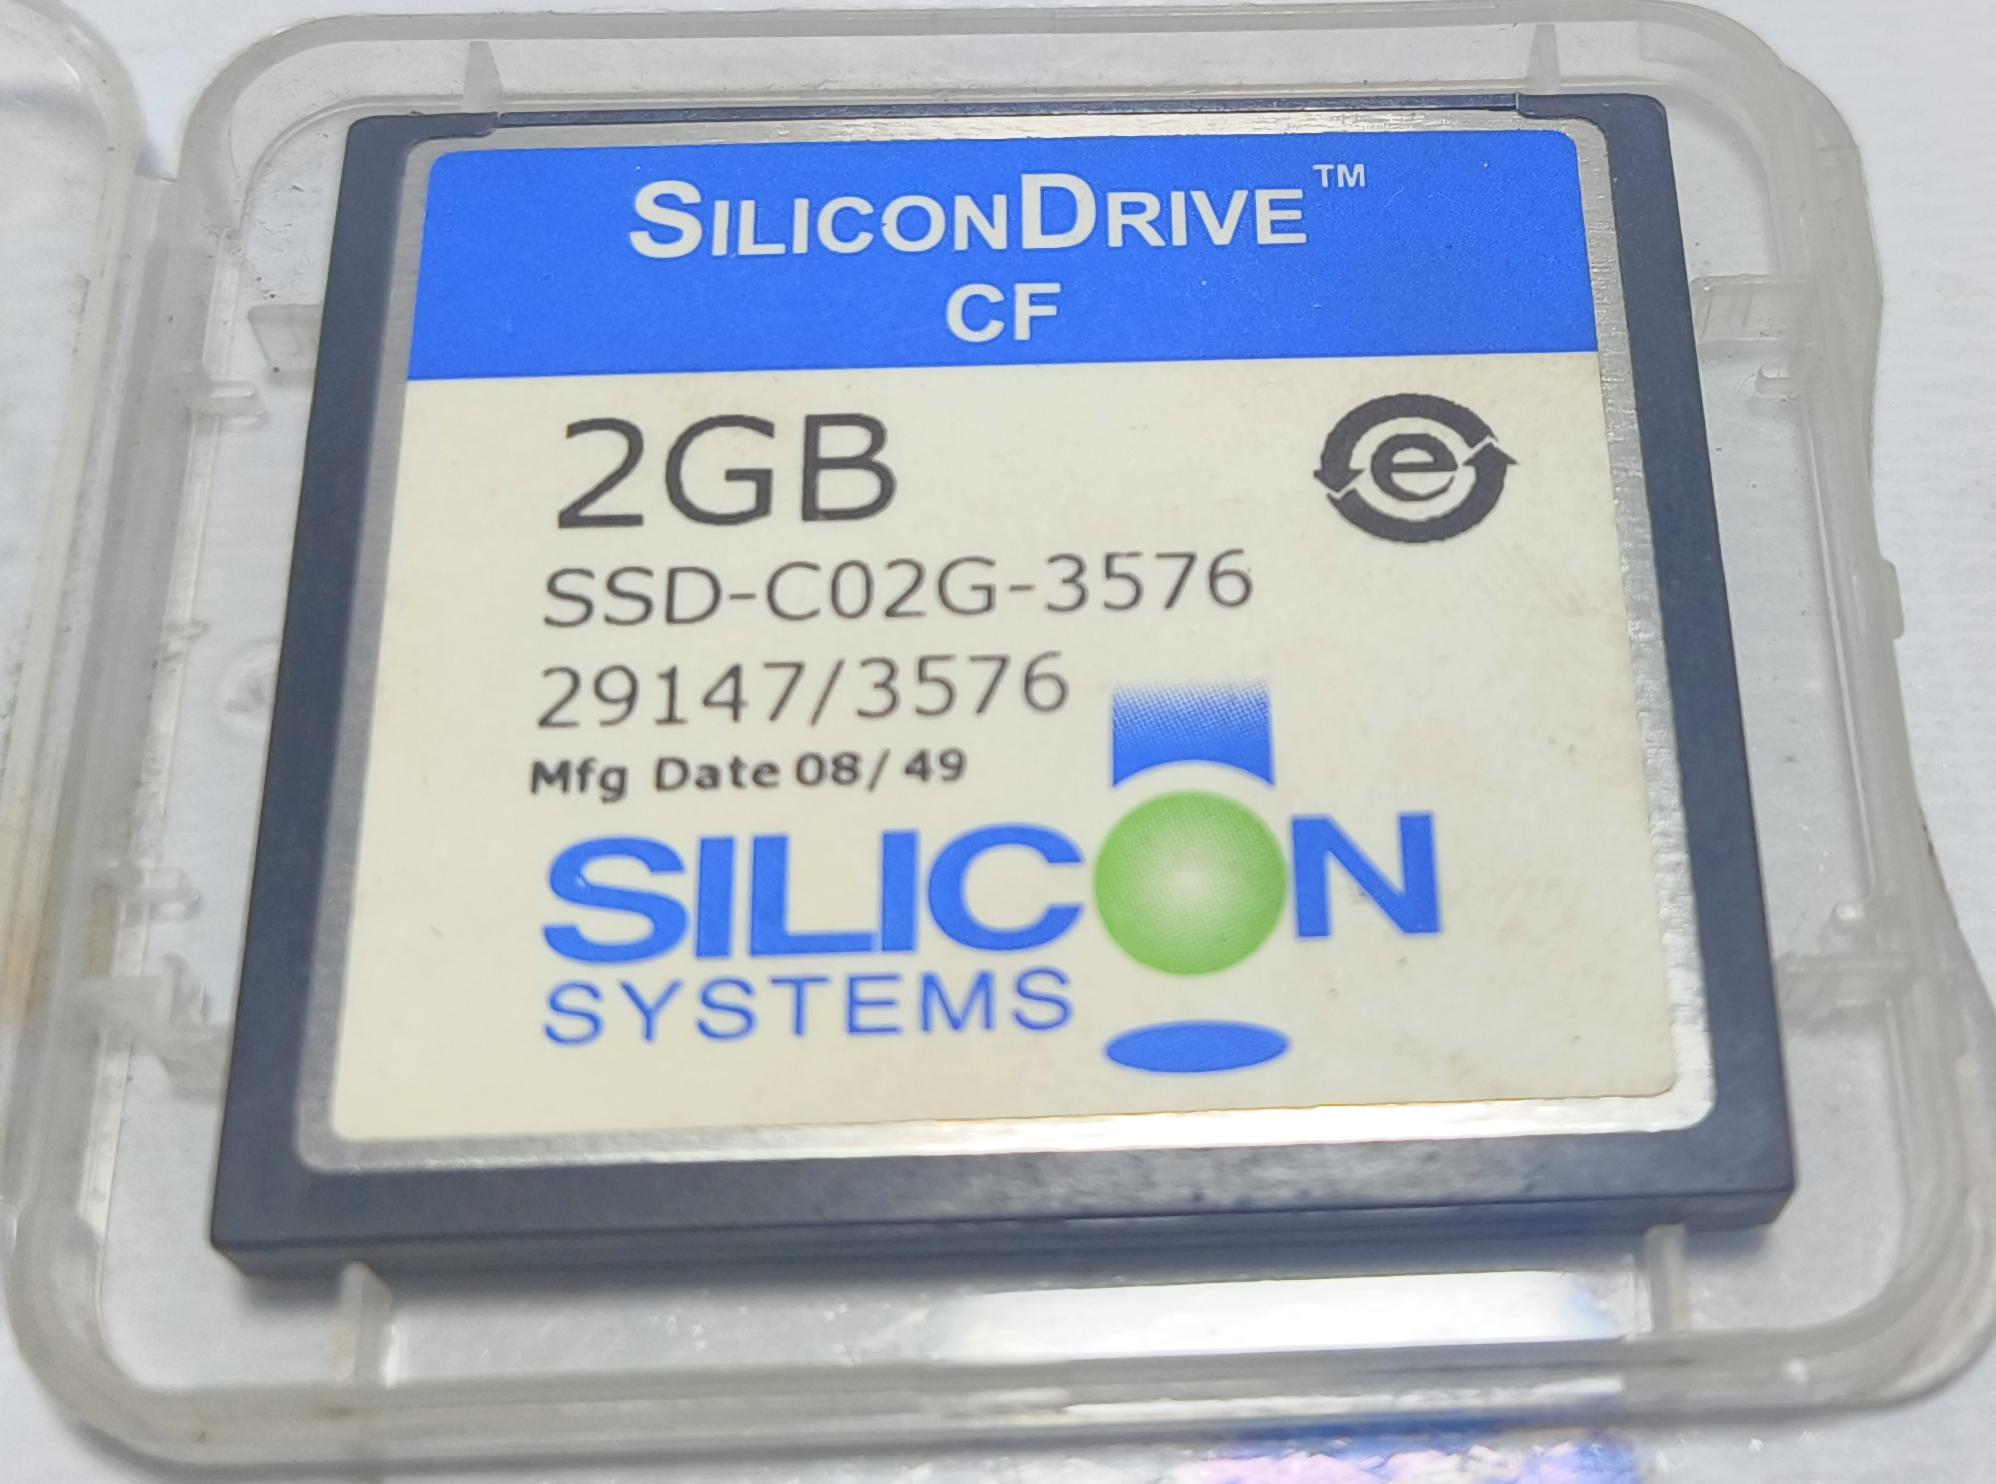 SILICONDRIVE™
CF
2GB
e
SSD-C02G-3576
29147/3576
Mfg Date 08/ 49
SILICON
SYSTEMS